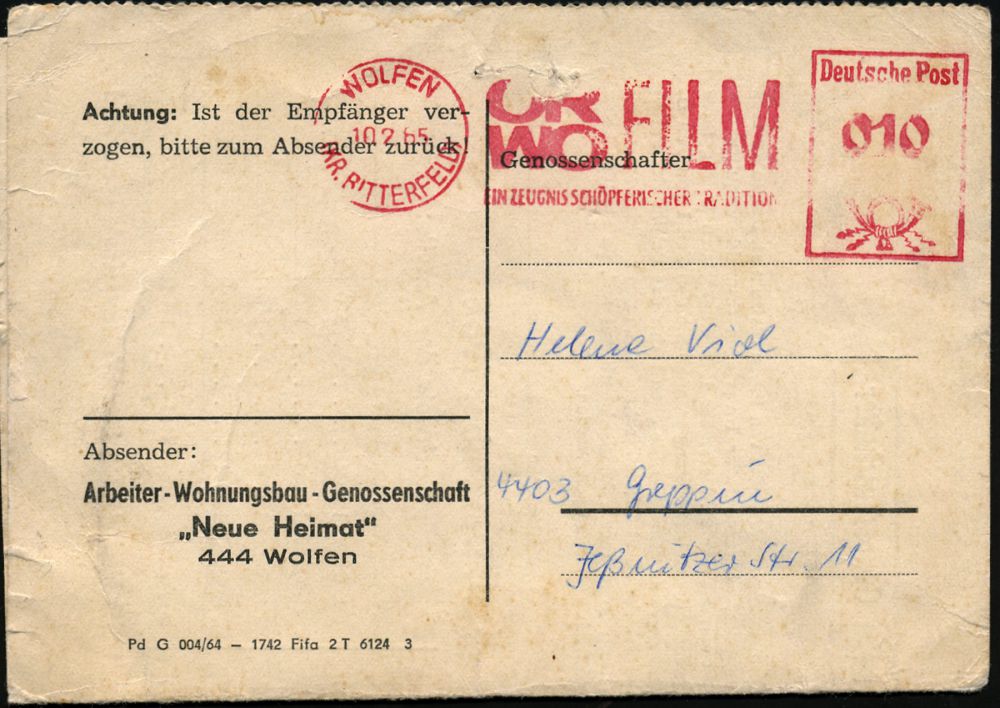 WOLFEN
10.2.65
KR. BITTERFELD
ORWO FILM
EIN ZEUGNIS SCHÖPFERISCHER TRADITION
Deutsche Post
010
Achtung: Ist der Empfänger ver-
zogen, bitte zum Absender zurück!
Absender:
Arbeiter-Wohnungsbau-Genossenschaft
„Neue Heimat“
444 Wolfen
Pd G 004/64 – 1742 Fifa 2 T 6124 3
Genossenschafter
Helene
4403 Greppin
Jeßnitzer Str. 11